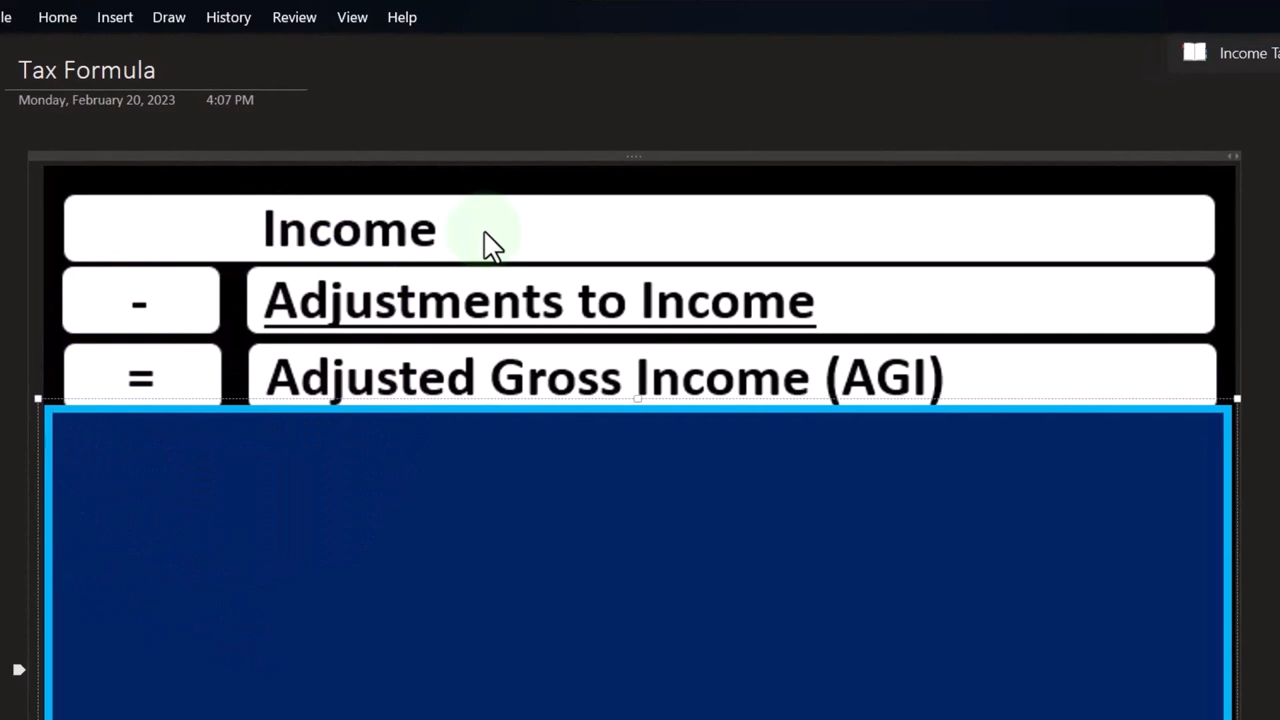 le Home Insert Draw History Review View Help
Tax Formula
Income Ta
Monday, February 20, 2023 4:07 PM
Income
- Adjustments to Income
= Adjusted Gross Income (AGI)